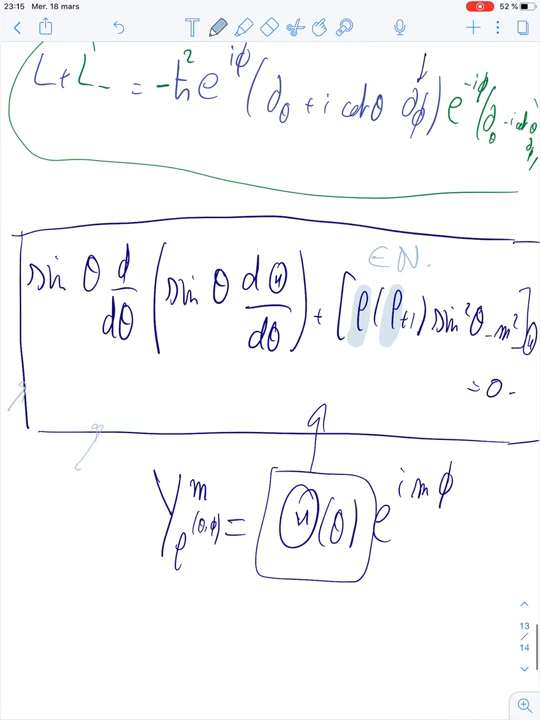 23:15 Mer. 18 mars 52 %
T
L+L- = -ħ² e^{iϕ} (∂θ + i cotθ ∂ϕ) e^{-iϕ} (∂θ - i cotθ ∂ϕ)
∈ ℕ.
sin θ d/dθ (sin θ dΘ/dθ) + [ℓ(ℓ+1) sin²θ - m²] Θ
= 0.
Y_ℓ^m (θ,ϕ) = Θ(θ) e^{imϕ}
13
/
14